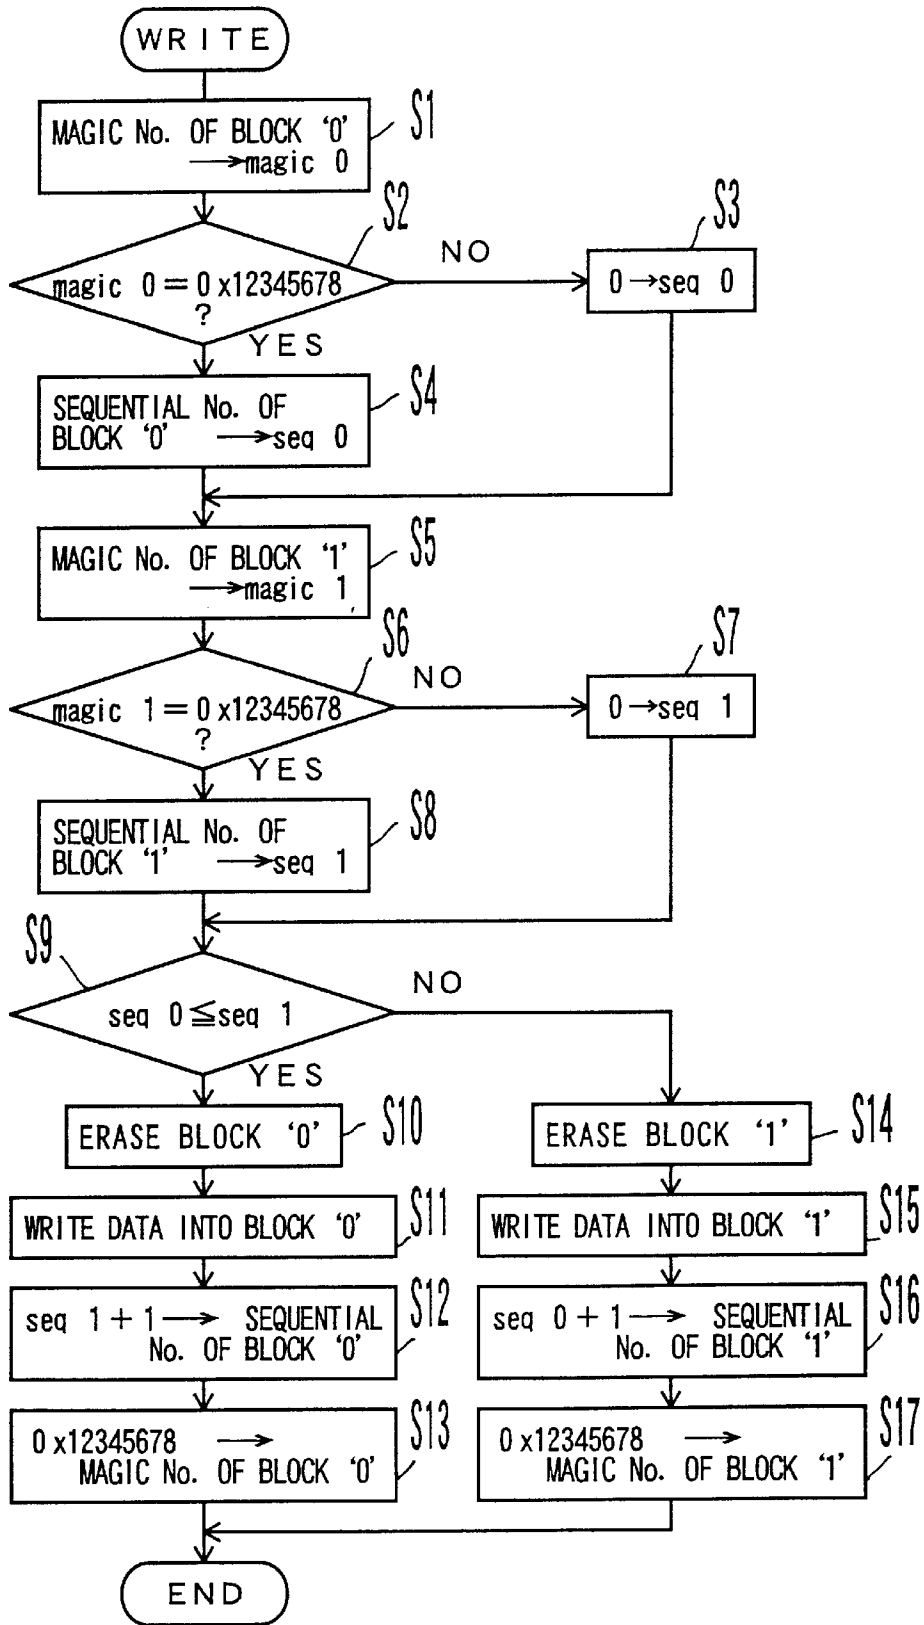 WRITE
MAGIC No. OF BLOCK ‘0’
→magic 0
S1
S2
magic 0=0x12345678
?
NO
YES
S3
0→seq 0
SEQUENTIAL No. OF
BLOCK ‘0’ →seq 0
S4
MAGIC No. OF BLOCK ‘1’
→magic 1
S5
S6
magic 1=0x12345678
?
NO
YES
S7
0→seq 1
SEQUENTIAL No. OF
BLOCK ‘1’ →seq 1
S8
S9
seq 0≦seq 1
NO
YES
ERASE BLOCK ‘0’
S10
ERASE BLOCK ‘1’
S14
WRITE DATA INTO BLOCK ‘0’
S11
WRITE DATA INTO BLOCK ‘1’
S15
seq 1+1→ SEQUENTIAL
No. OF BLOCK ‘0’
S12
seq 0+1→ SEQUENTIAL
No. OF BLOCK ‘1’
S16
0x12345678 →
MAGIC No. OF BLOCK ‘0’
S13
0x12345678 →
MAGIC No. OF BLOCK ‘1’
S17
END